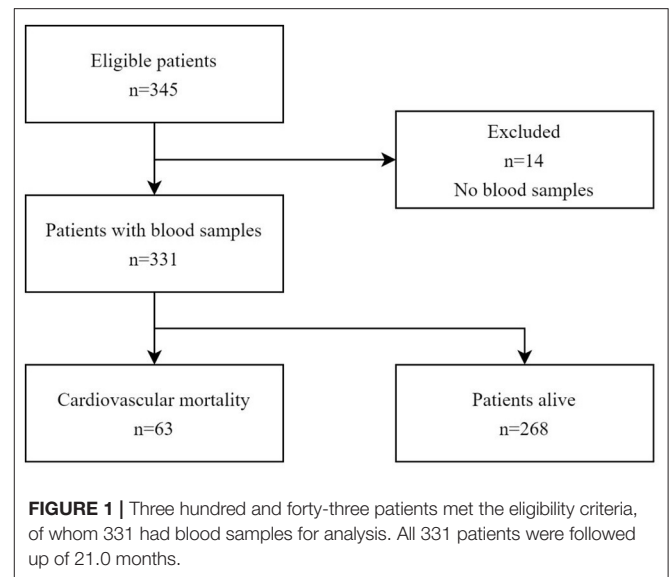 Eligible patients
n=345
Excluded
n=14
No blood samples
Patients with blood samples
n=331
Cardiovascular mortality
n=63
Patients alive
n=268
FIGURE 1 | Three hundred and forty-three patients met the eligibility criteria,
of whom 331 had blood samples for analysis. All 331 patients were followed
up of 21.0 months.